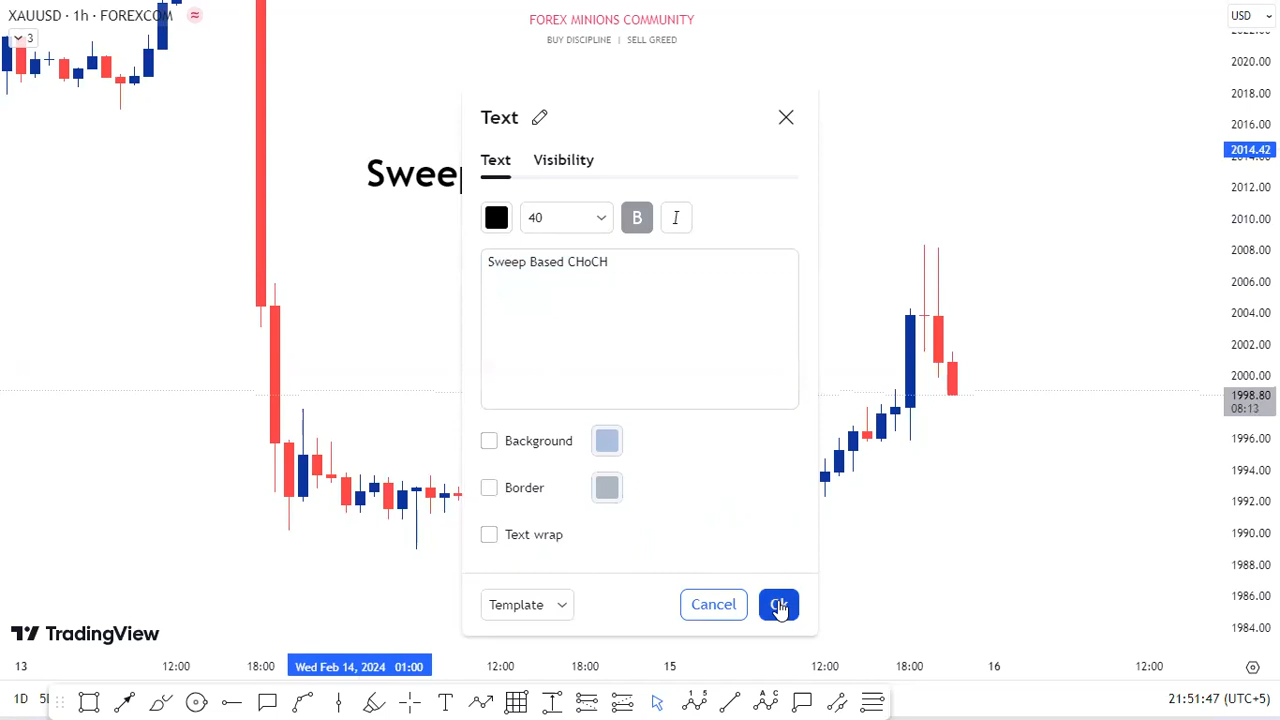 XAUUSD • 1h • FOREXCOM
3
FOREX MINIONS COMMUNITY
BUY DISCIPLINE | SELL GREED
USD
2020.00
2018.00
2016.00
2014.42
2012.00
2010.00
2008.00
2006.00
2004.00
2002.00
2000.00
1998.80
08:13
1996.00
1994.00
1992.00
1990.00
1988.00
1986.00
1984.00
Sweep
Text
Text Visibility
40 B I
Sweep Based CHoCH
Background
Border
Text wrap
Template Cancel
TradingView
13 12:00 18:00 Wed Feb 14, 2024 01:00 12:00 18:00 15 12:00 18:00 16 12:00
1D
21:51:47 (UTC+5)